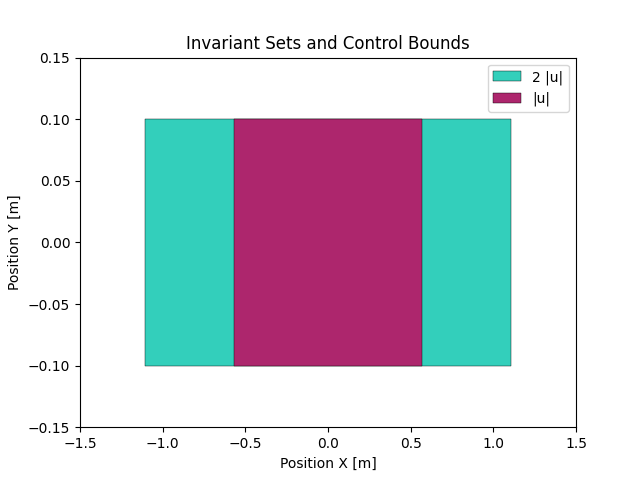 Invariant Sets and Control Bounds
2 |u|
|u|
0.15
0.10
0.05
0.00
−0.05
−0.10
−0.15
Position Y [m]
−1.5
−1.0
−0.5
0.0
0.5
1.0
1.5
Position X [m]